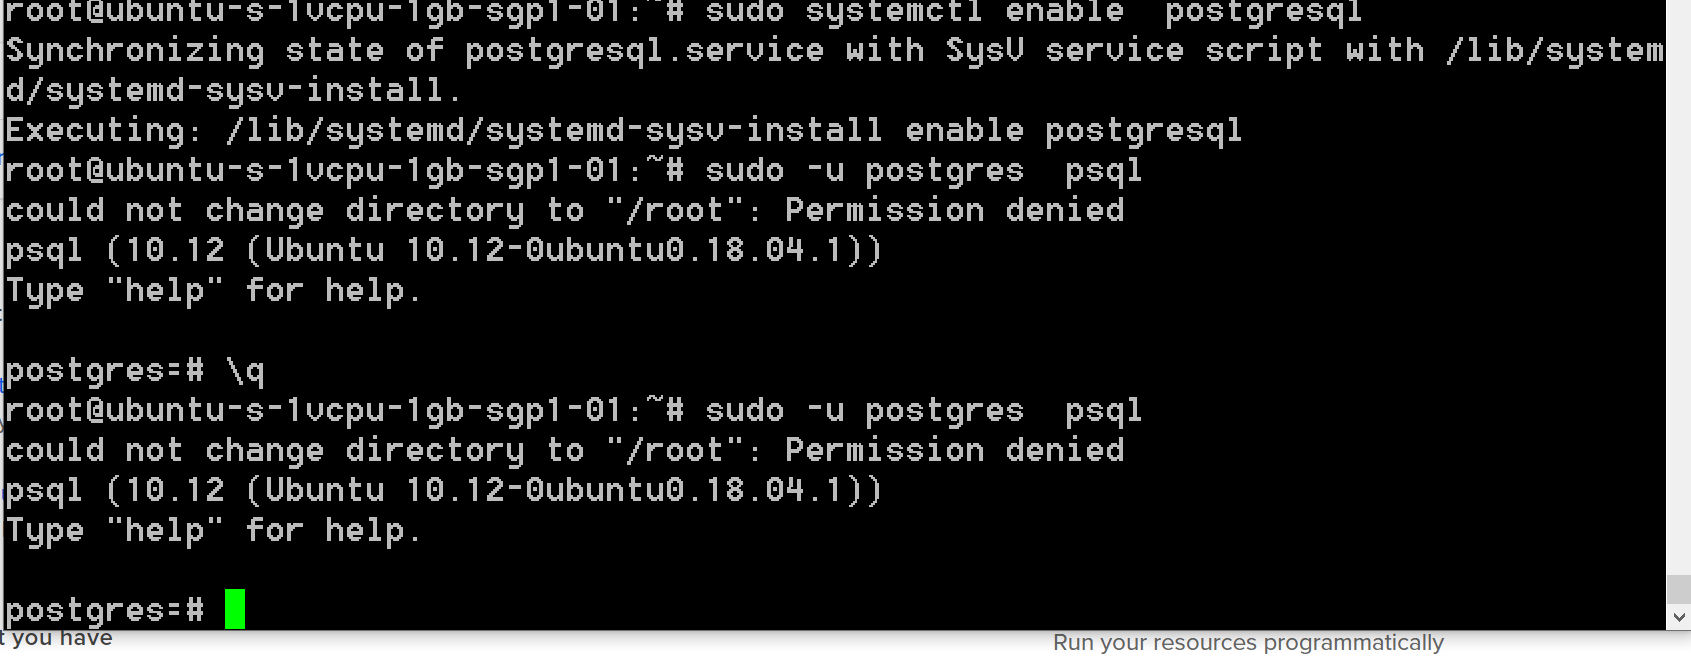 root@ubuntu-s-1vcpu-1gb-sgp1-01:~# sudo systemctl enable  postgresql
Synchronizing state of postgresql.service with SysV service script with /lib/system
d/systemd-sysv-install.
Executing: /lib/systemd/systemd-sysv-install enable postgresql
root@ubuntu-s-1vcpu-1gb-sgp1-01:~# sudo -u postgres  psql
could not change directory to "/root": Permission denied
psql (10.12 (Ubuntu 10.12-0ubuntu0.18.04.1))
Type "help" for help.
postgres=# \q
root@ubuntu-s-1vcpu-1gb-sgp1-01:~# sudo -u postgres  psql
could not change directory to "/root": Permission denied
psql (10.12 (Ubuntu 10.12-0ubuntu0.18.04.1))
Type "help" for help.
postgres=#
t you have
Run your resources programmatically